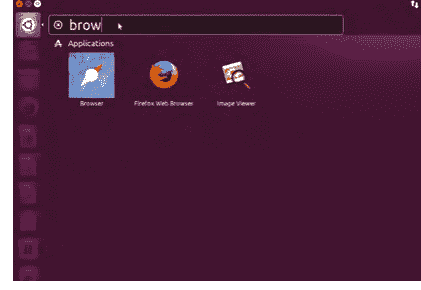 brow
Applications
Browser
Firefox Web Browser
Image Viewer